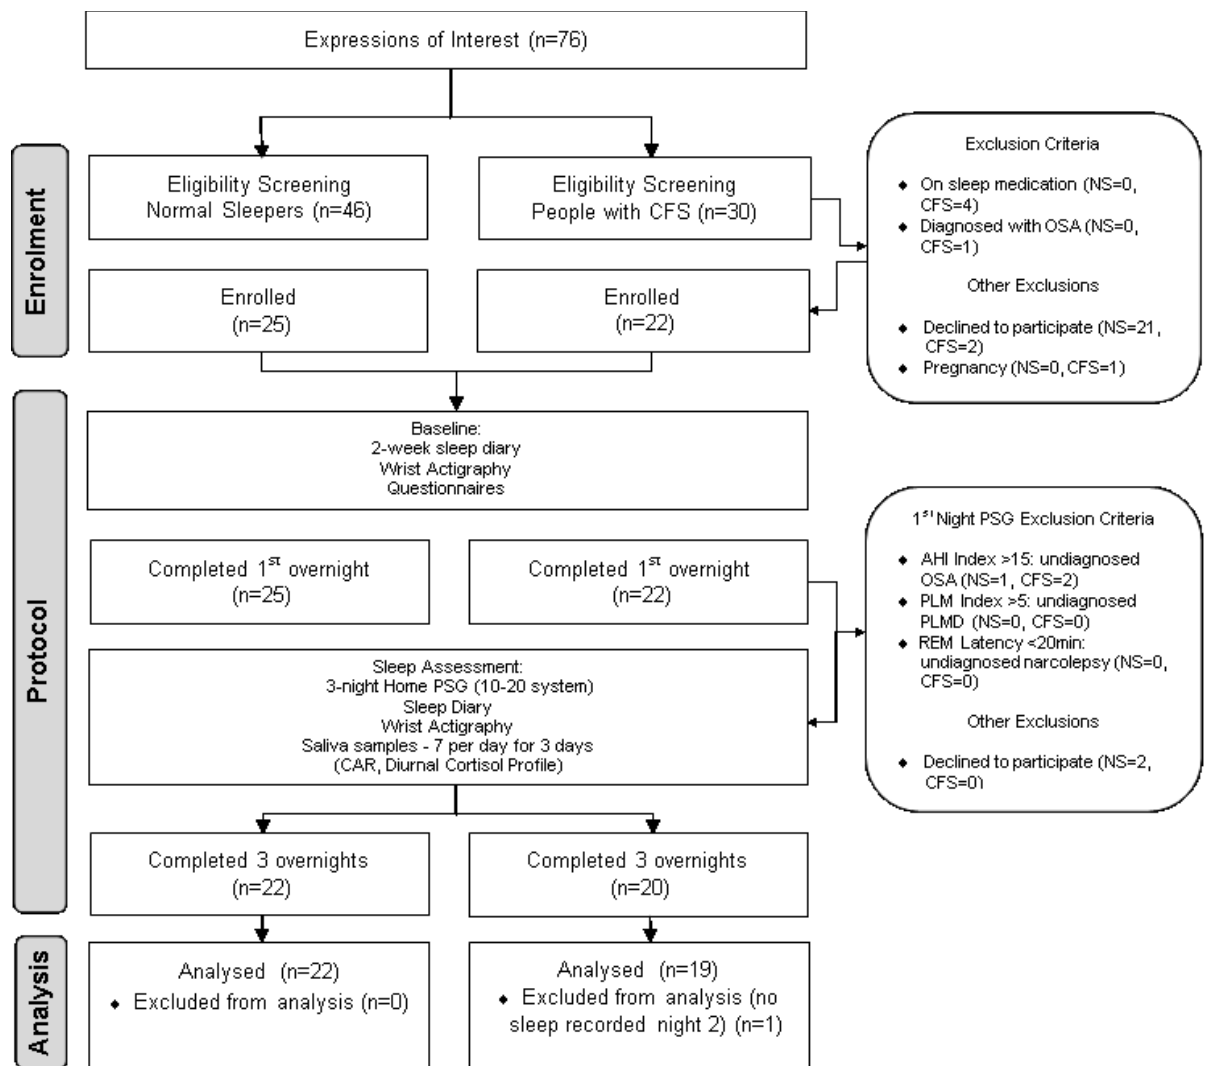 Expressions of Interest (n=76)
Enrolment
Eligibility Screening
Normal Sleepers (n=46)
Eligibility Screening
People with CFS (n=30)
Exclusion Criteria
◆ On sleep medication (NS=0,
CFS=4)
◆ Diagnosed with OSA (NS=0,
CFS=1)
Other Exclusions
◆ Declined to participate (NS=21,
CFS=2)
◆ Pregnancy (NS=0, CFS=1)
Enrolled
(n=25)
Enrolled
(n=22)
Protocol
Baseline:
2-week sleep diary
Wrist Actigraphy
Questionnaires
Completed 1st overnight
(n=25)
Completed 1st overnight
(n=22)
1st Night PSG Exclusion Criteria
◆ AHI Index >15: undiagnosed
OSA (NS=1, CFS=2)
◆ PLM Index >5: undiagnosed
PLMD (NS=0, CFS=0)
◆ REM Latency <20min:
undiagnosed narcolepsy (NS=0,
CFS=0)
Other Exclusions
◆ Declined to participate (NS=2,
CFS=0)
Sleep Assessment:
3-night Home PSG (10-20 system)
Sleep Diary
Wrist Actigraphy
Saliva samples - 7 per day for 3 days
(CAR, Diurnal Cortisol Profile)
Completed 3 overnights
(n=22)
Completed 3 overnights
(n=20)
Analysis
Analysed (n=22)
◆ Excluded from analysis (n=0)
Analysed (n=19)
◆ Excluded from analysis (no
sleep recorded night 2) (n=1)